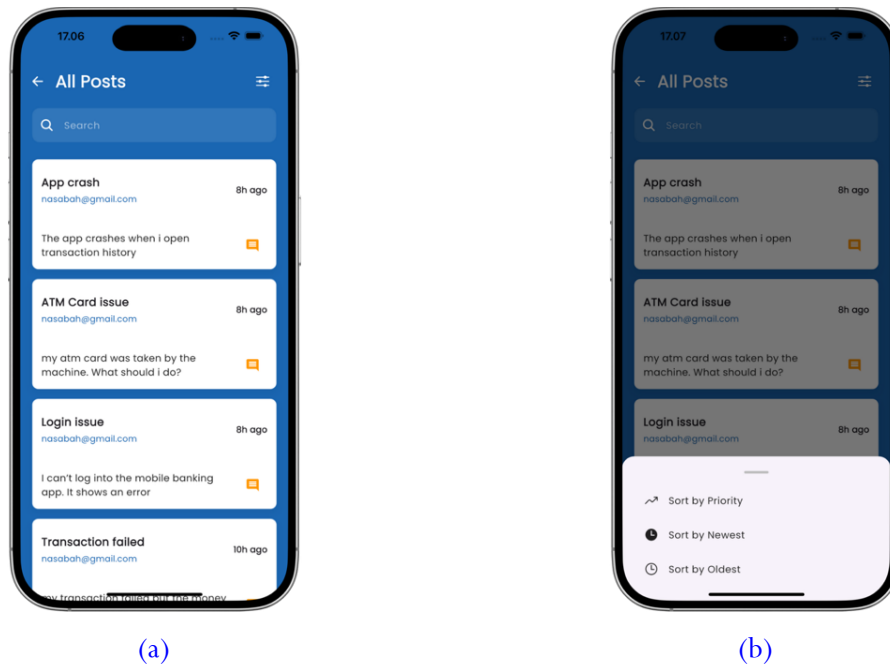 17.06
← All Posts
Search
App crash
nasabah@gmail.com
8h ago
The app crashes when i open
transaction history
ATM Card issue
nasabah@gmail.com
8h ago
my atm card was taken by the
machine. What should i do?
Login issue
nasabah@gmail.com
8h ago
I can't log into the mobile banking
app. It shows an error
Transaction failed
nasabah@gmail.com
10h ago
my transaction failed but the money
(a)
17.07
← All Posts
Search
App crash
nasabah@gmail.com
8h ago
The app crashes when i open
transaction history
ATM Card issue
nasabah@gmail.com
8h ago
my atm card was taken by the
machine. What should i do?
Login issue
nasabah@gmail.com
8h ago
Sort by Priority
Sort by Newest
Sort by Oldest
(b)